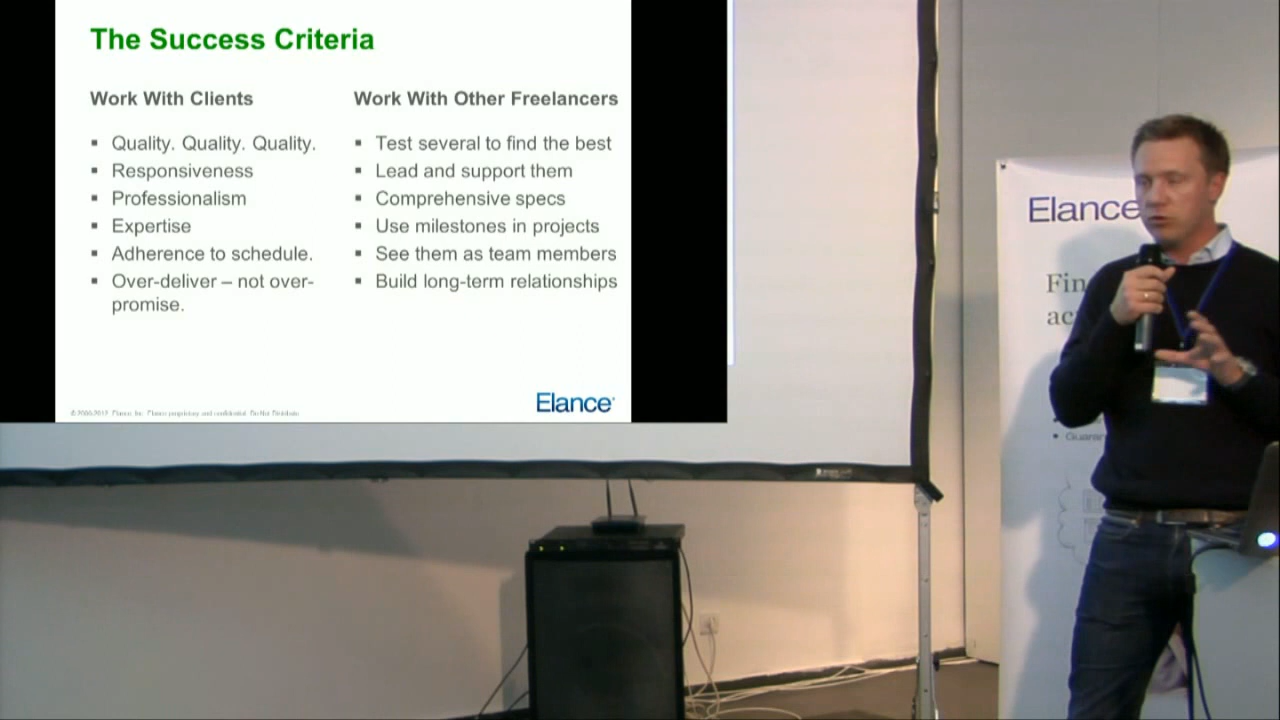 The Success Criteria
Work With Clients
▪ Quality. Quality. Quality.
▪ Responsiveness
▪ Professionalism
▪ Expertise
▪ Adherence to schedule.
▪ Over-deliver – not over-
promise.
Work With Other Freelancers
▪ Test several to find the best
▪ Lead and support them
▪ Comprehensive specs
▪ Use milestones in projects
▪ See them as team members
▪ Build long-term relationships
Elance
Elance